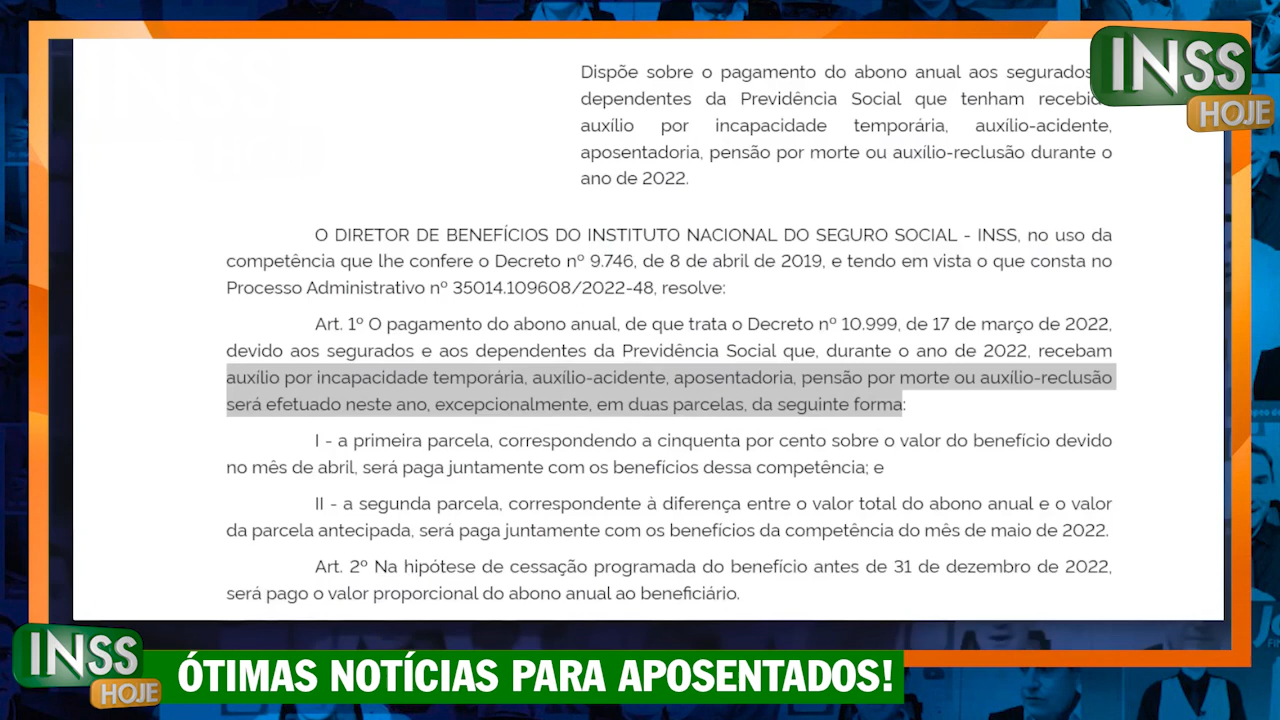 INSS
HOJE
Dispõe sobre o pagamento do abono anual aos segurados
dependentes da Previdência Social que tenham
auxílio por incapacidade temporária, auxílio-acidente,
aposentadoria, pensão por morte ou auxílio-reclusão durante o
ano de 2022.
O DIRETOR DE BENEFÍCIOS DO INSTITUTO NACIONAL DO SEGURO SOCIAL - INSS, no uso da
competência que lhe confere o Decreto nº 9.746, de 8 de abril de 2019, e tendo em vista o que consta no
Processo Administrativo nº 35014.109608/2022-48, resolve:
Art. 1º O pagamento do abono anual, de que trata o Decreto nº 10.999, de 17 de março de 2022,
devido aos segurados e aos dependentes da Previdência Social que, durante o ano de 2022, recebam
auxílio por incapacidade temporária, auxílio-acidente, aposentadoria, pensão por morte ou auxílio-reclusão
será efetuado neste ano, excepcionalmente, em duas parcelas, da seguinte forma:
I - a primeira parcela, correspondendo a cinquenta por cento sobre o valor do benefício devido
no mês de abril, será paga juntamente com os benefícios dessa competência; e
II - a segunda parcela, correspondente à diferença entre o valor total do abono anual e o valor
da parcela antecipada, será paga juntamente com os benefícios da competência do mês de maio de 2022.
Art. 2º Na hipótese de cessação programada do benefício antes de 31 de dezembro de 2022,
será pago o valor proporcional do abono anual ao beneficiário.
INSS
HOJE
ÓTIMAS NOTÍCIAS PARA APOSENTADOS!